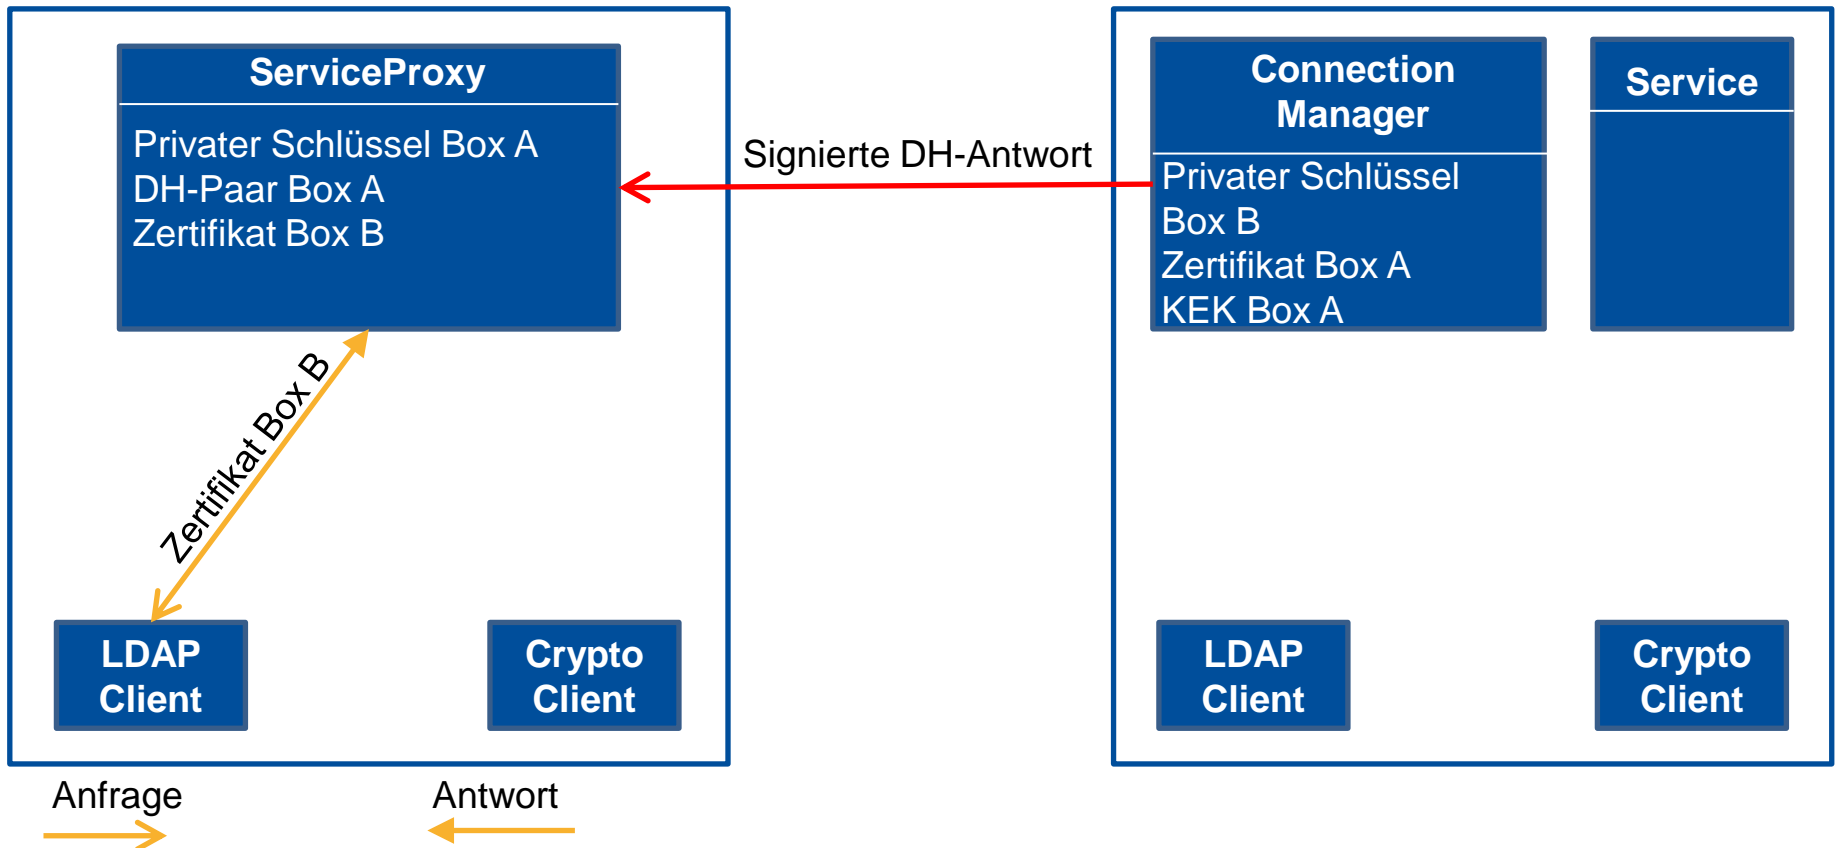 ServiceProxy
Privater Schlüssel Box A
DH-Paar Box A
Zertifikat Box B
Signierte DH-Antwort
Connection
Manager
Privater Schlüssel
Box B
Zertifikat Box A
KEK Box A
Service
Zertifikat Box B
LDAP
Client
Crypto
Client
LDAP
Client
Crypto
Client
Anfrage
Antwort